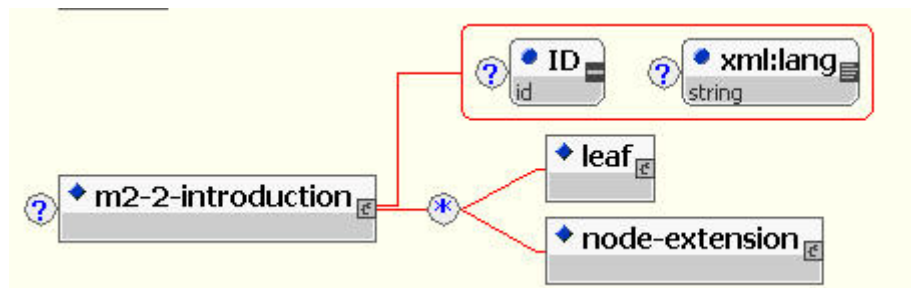 ? ID ? xml:lang
id string
leaf
? m2-2-introduction *
node-extension